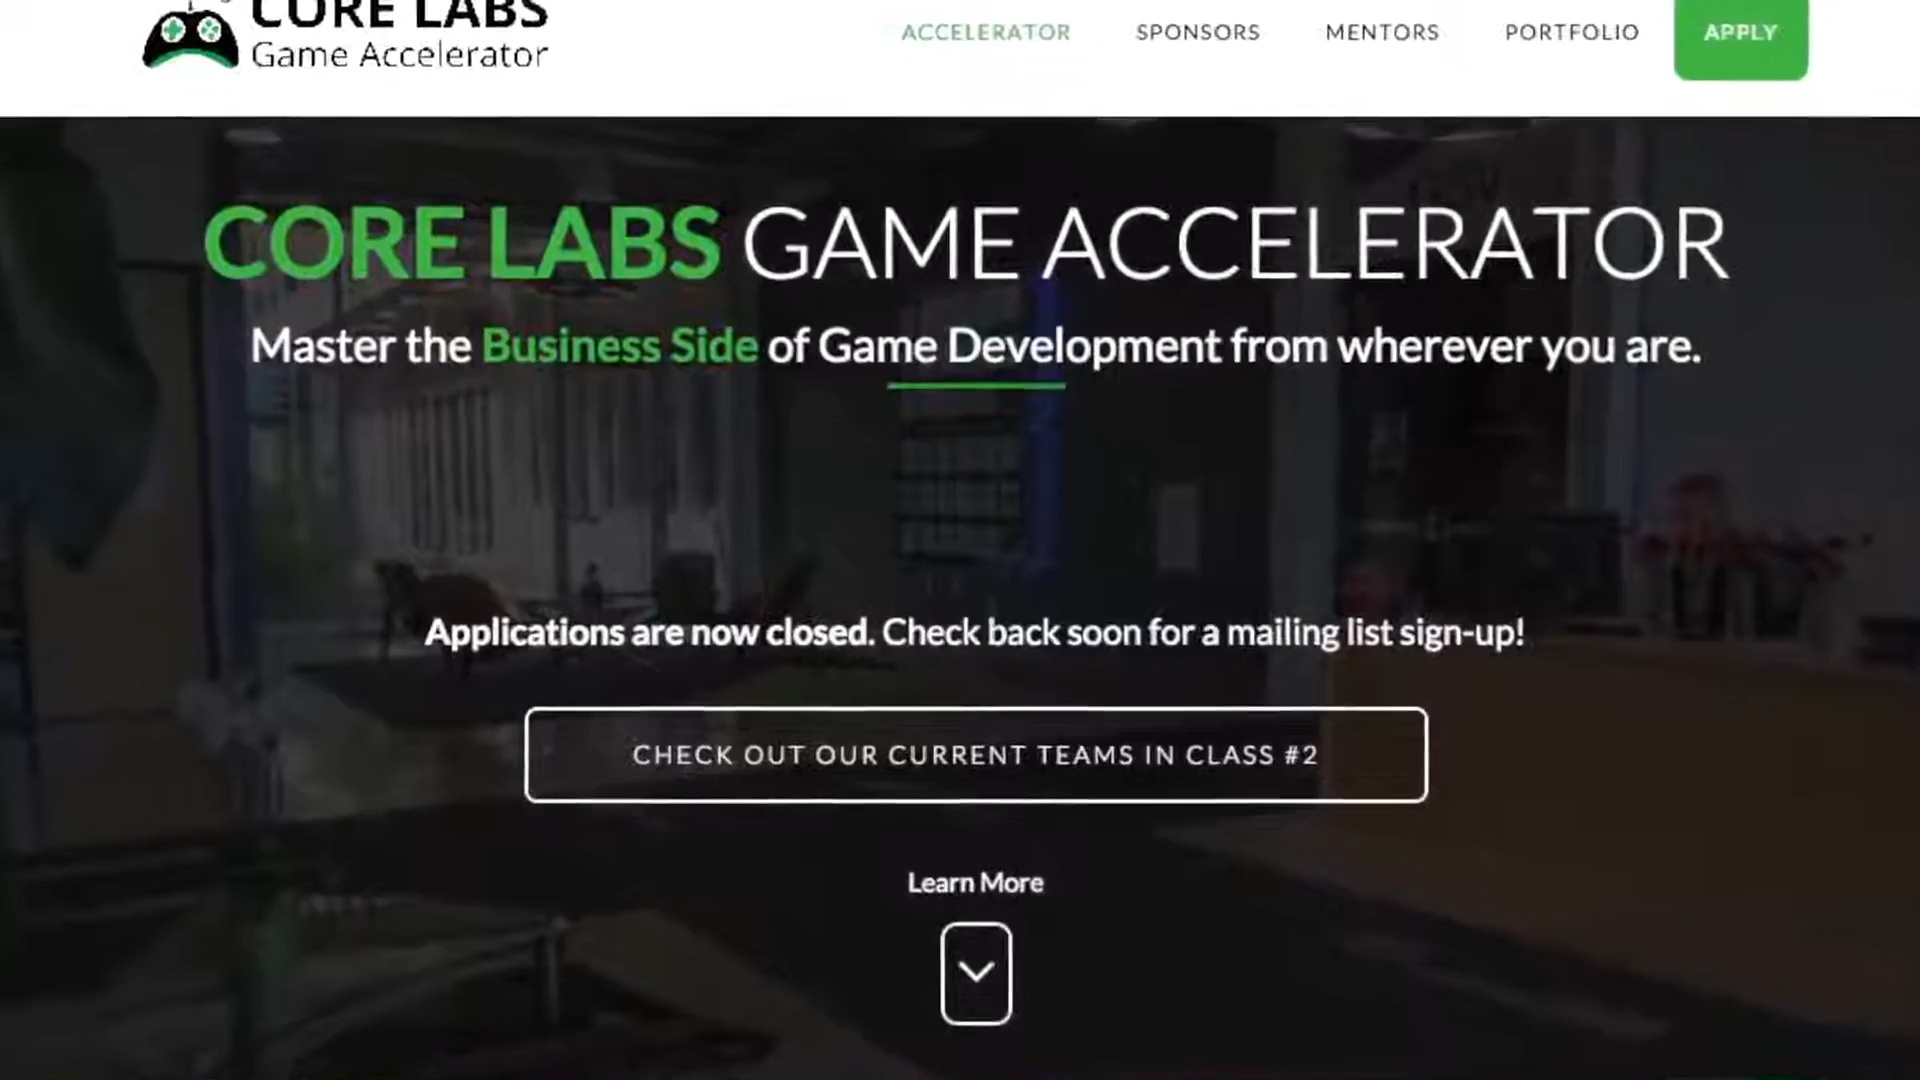 CORE LABS
Game Accelerator
ACCELERATOR SPONSORS MENTORS PORTFOLIO APPLY
CORE LABS GAME ACCELERATOR
Master the Business Side of Game Development from wherever you are.
Applications are now closed. Check back soon for a mailing list sign-up!
CHECK OUT OUR CURRENT TEAMS IN CLASS #2
Learn More